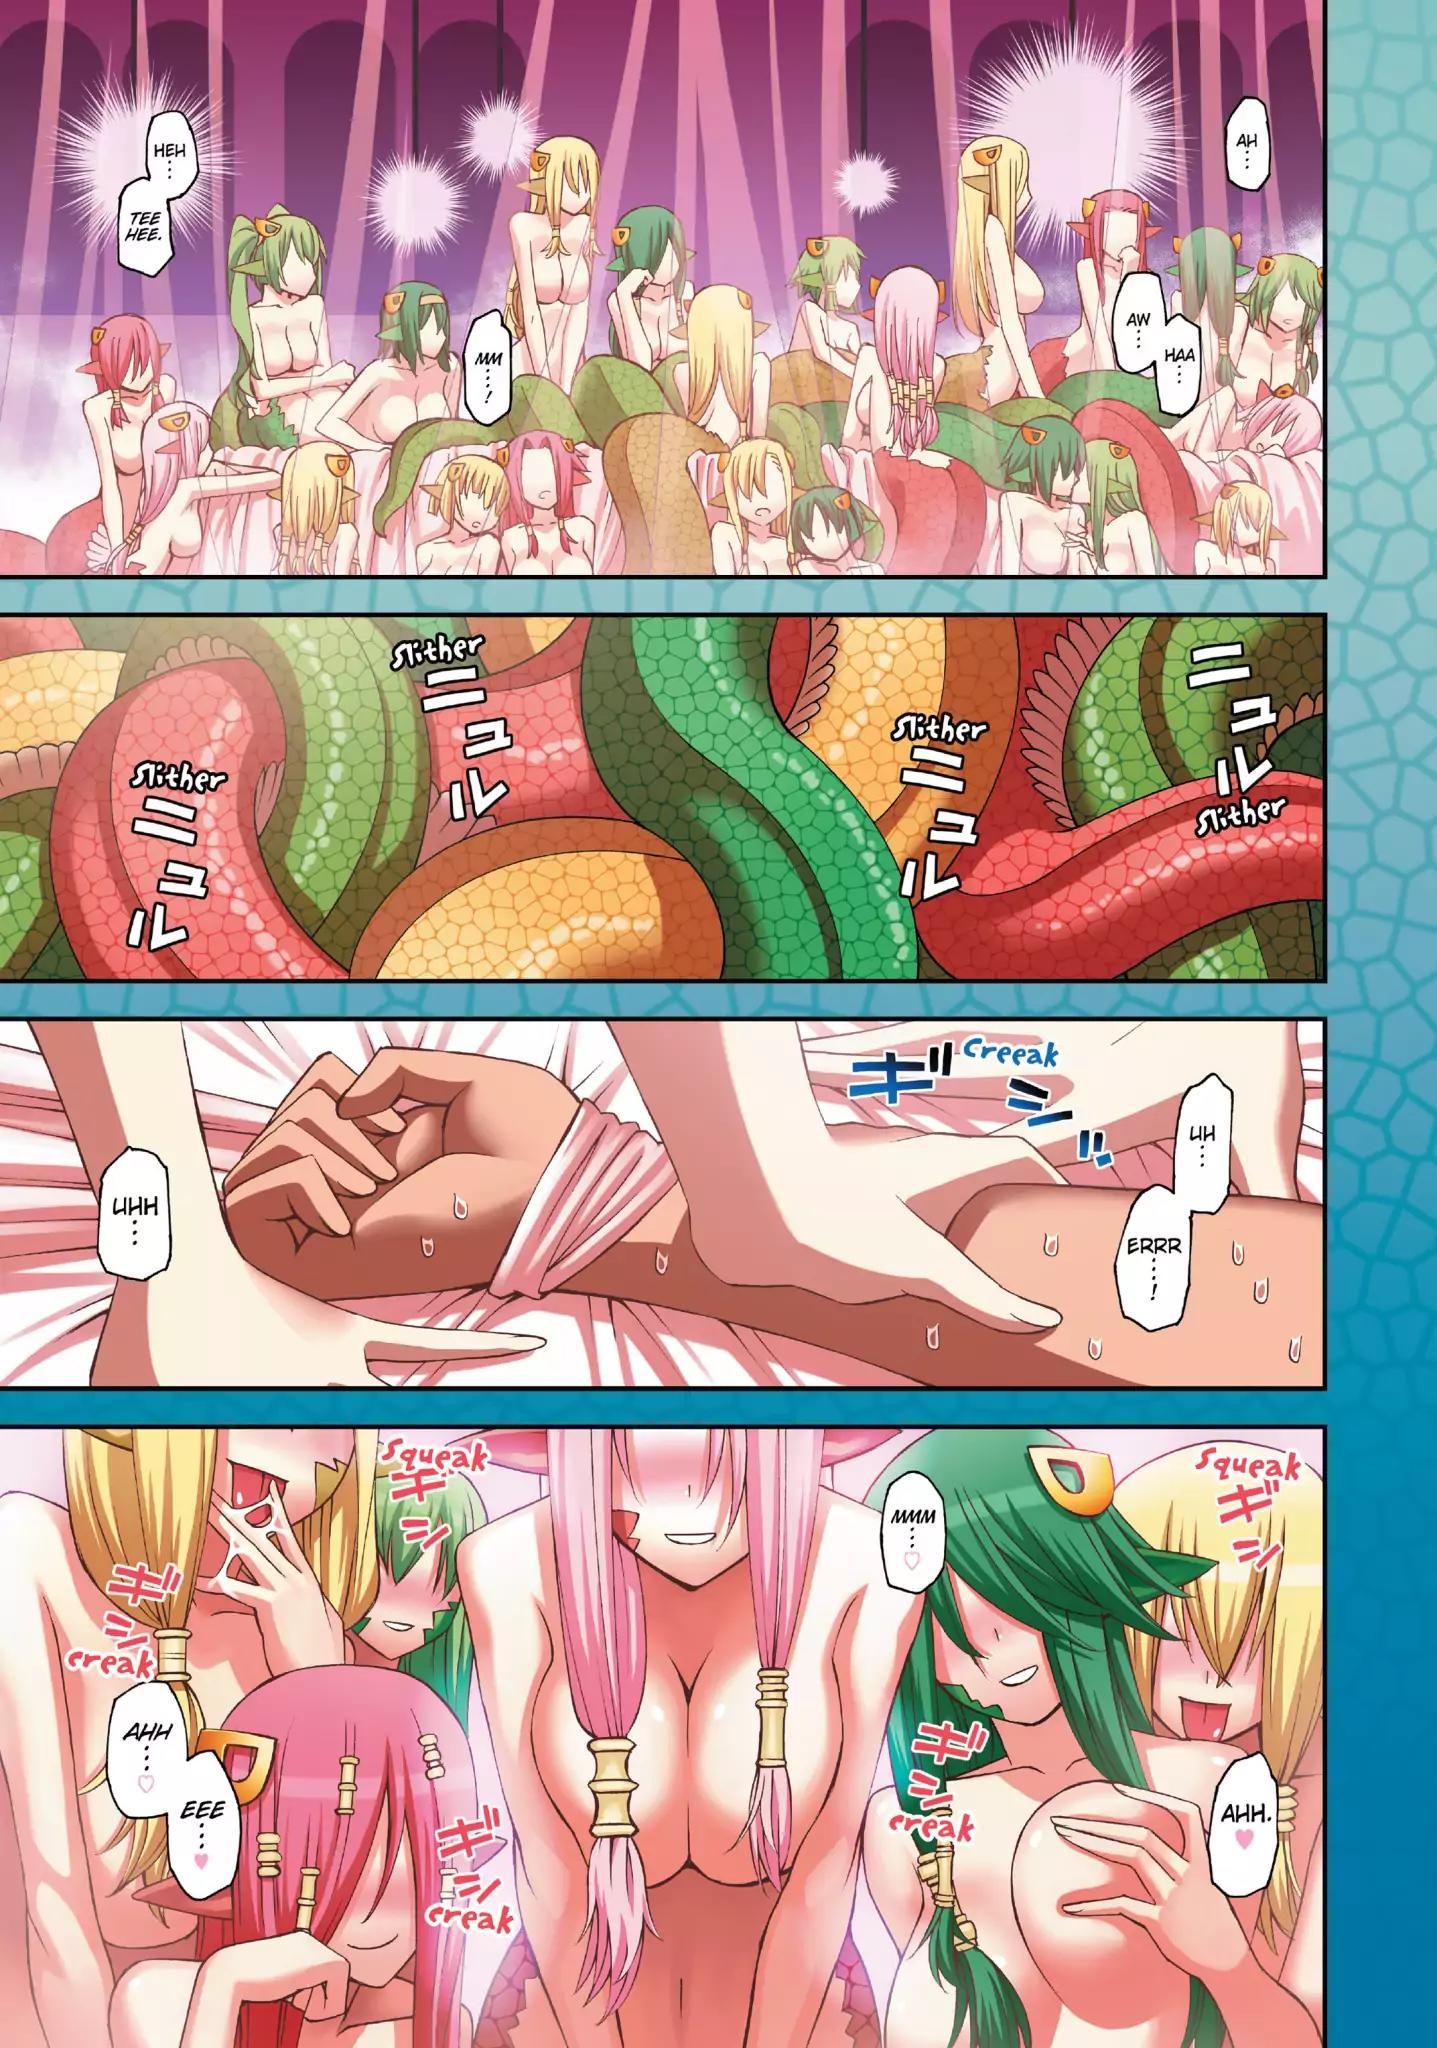 AH
...
HEH
...
TEE
HEE.
AW
...
HAA
...
MM
...!
Slither
ニュル
Slither
ニュル
Slither
ニュル
ニュル
Slither
Creeak
ギシ
UH
...
ERRR
...!
UHH
...
Squeak
ギシ
Squeak
ギシ
MMM
...♡
ギシ
creak
AHH
...♡
EEE
...♥
ギシ
creak
ギシ
creak
AHH.
♥